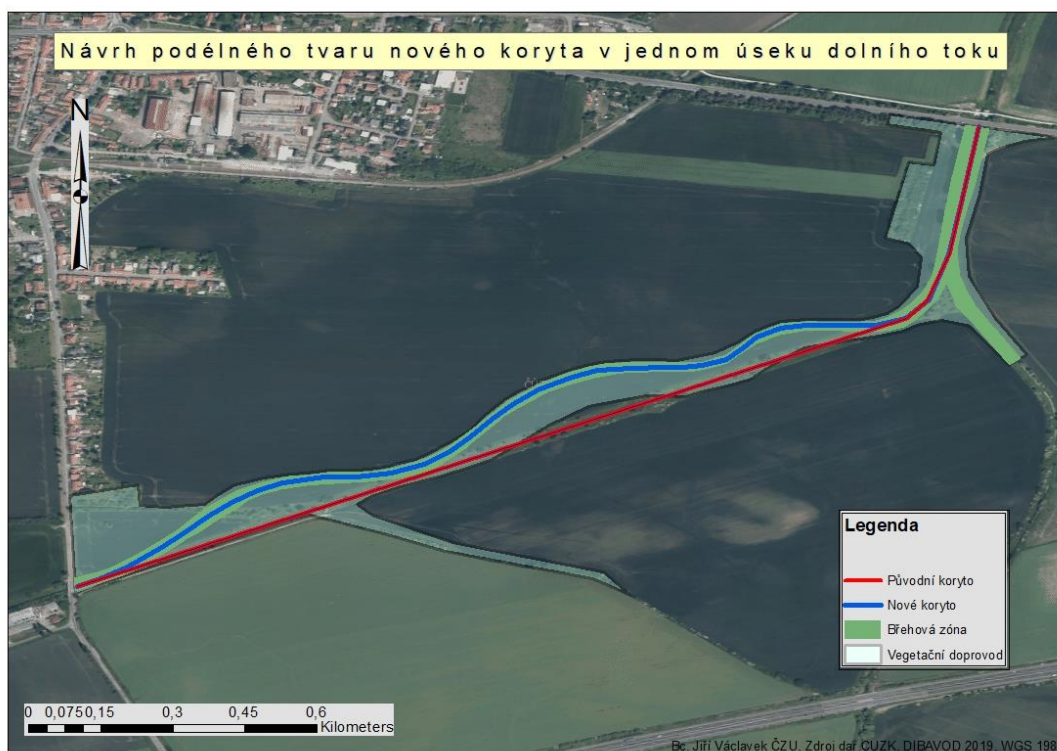 Návrh podélného tvaru nového koryta v jednom úseku dolního toku
N
Legenda
Původní koryto
Nové koryto
Břehová zóna
Vegetační doprovod
0 0,075 0,15 0,3 0,45 0,6
Kilometers
Bc. Jiří Václavek ČZU, Zdroj dat ČÚZK, DIBAVOD 2019, WGS 198